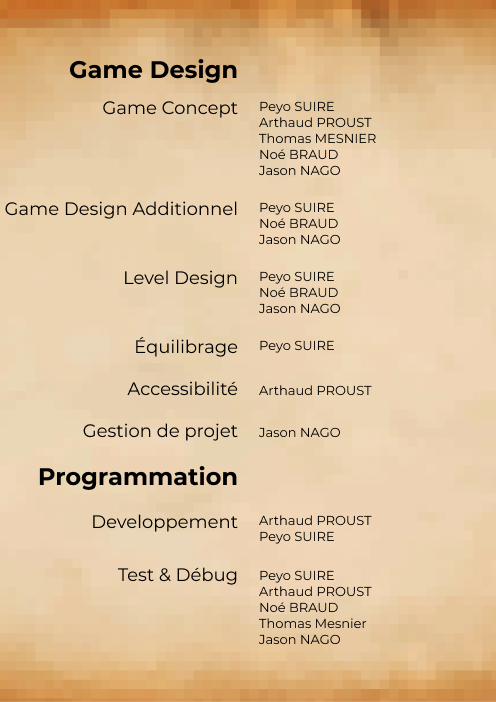 Game Design
Game Concept
Peyo SUIRE
Arthaud PROUST
Thomas MESNIER
Noé BRAUD
Jason NAGO
Game Design Additionnel
Peyo SUIRE
Noé BRAUD
Jason NAGO
Level Design
Peyo SUIRE
Noé BRAUD
Jason NAGO
Équilibrage
Peyo SUIRE
Accessibilité
Arthaud PROUST
Gestion de projet
Jason NAGO
Programmation
Developpement
Arthaud PROUST
Peyo SUIRE
Test & Débug
Peyo SUIRE
Arthaud PROUST
Noé BRAUD
Thomas Mesnier
Jason NAGO